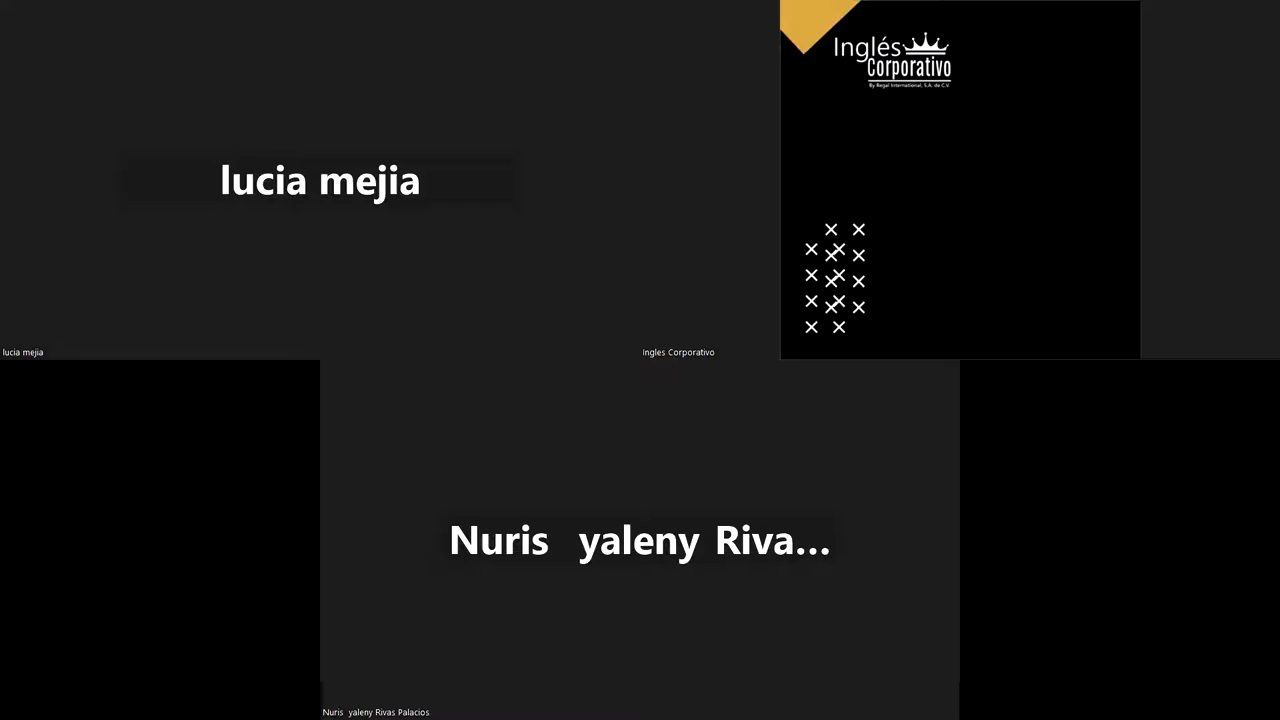 lucia mejia
lucia mejia
Inglés
Corporativo
By Regal International, S.A. de C.V.
Ingles Corporativo
Nuris  yaleny Riva...
Nuris  yaleny Rivas Palacios